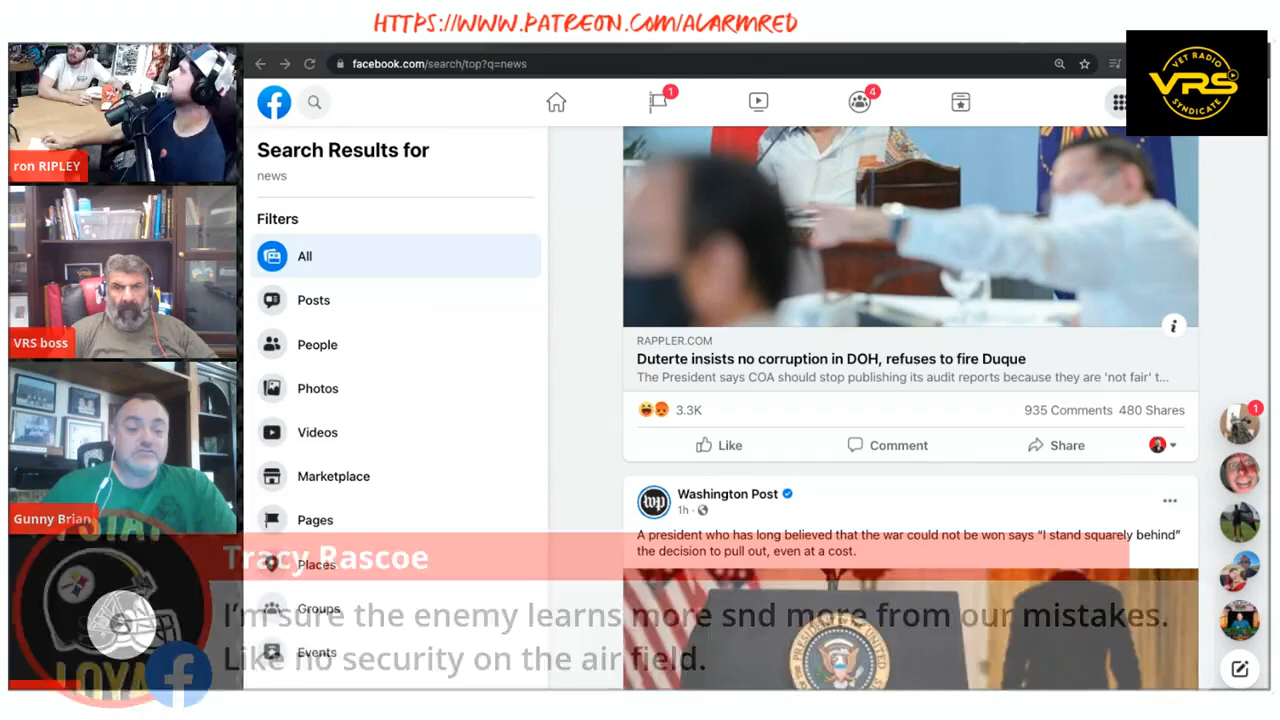 HTTPS://WWW.PATREON.COM/ALARMRED
VET RADIO
VRS
SYNDICATE
facebook.com/search/top?q=news
1
4
ron RIPLEY
VRS boss
Gunny Brian
Search Results for
news
Filters
All
Posts
People
Photos
Videos
Marketplace
Pages
Places
Groups
Events
RAPPLER.COM
Duterte insists no corruption in DOH, refuses to fire Duque
The President says COA should stop publishing its audit reports because they are 'not fair' t...
3.3K
935 Comments 480 Shares
Like
Comment
Share
wp
Washington Post
1h
A president who has long believed that the war could not be won says “I stand squarely behind”
the decision to pull out, even at a cost.
1
Tracy Rascoe
I'm sure the enemy learns more snd more from our mistakes.
Like no security on the air field.